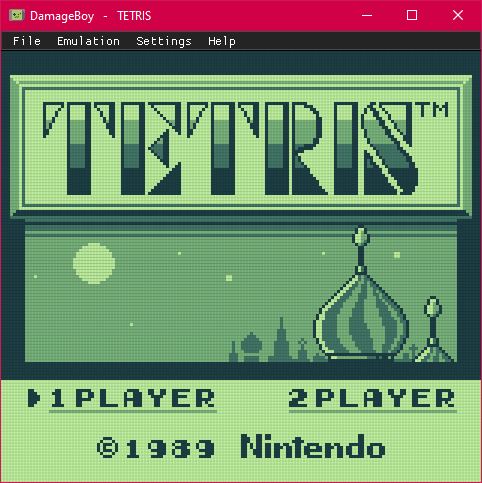 DamageBoy - TETRIS
File Emulation Settings Help
TETRIS™
1PLAYER 2PLAYER
©1989 Nintendo